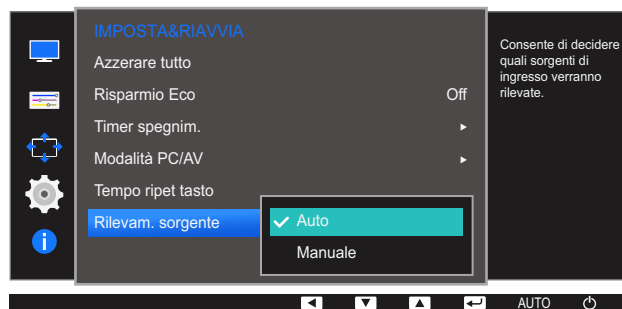 IMPOSTA&RIAVVIA
Azzerare tutto
Risparmio Eco Off
Timer spegnim.
Modalità PC/AV
Tempo ripet tasto
Rilevam. sorgente
Auto
Manuale
Consente di decidere
quali sorgenti di
ingresso verranno
rilevate.
AUTO